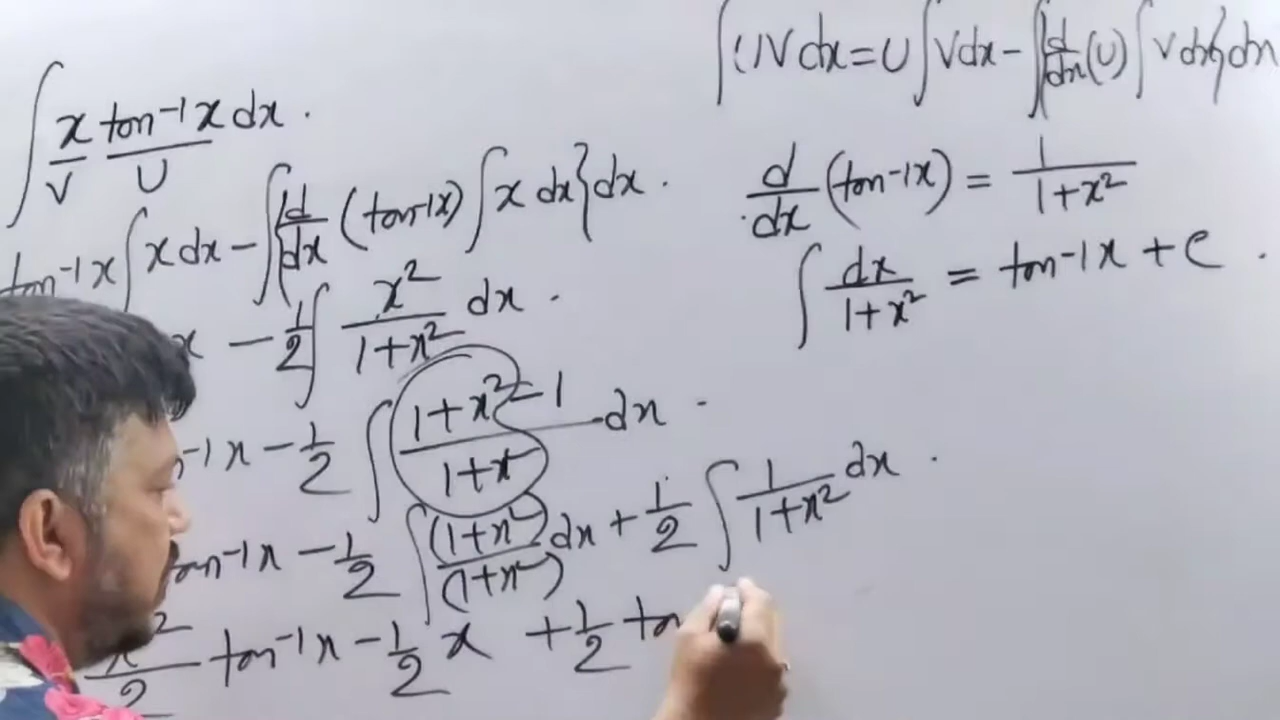 ∫ x tan⁻¹x dx .
V U
tan⁻¹x ∫ x dx − ∫{d/dx (tan⁻¹x) ∫ x dx} dx .
x − 1/2 ∫ x²/1+x² dx .
⁻¹x − 1/2 ∫ 1+x²−1/1+x² dx .
tan⁻¹x − 1/2 ∫ (1+x²)/(1+x²) dx + 1/2 ∫ 1/1+x² dx .
x²/2 tan⁻¹x − 1/2 x + 1/2 tan
∫ UV dx = U ∫ V dx − ∫{d/dx (U) ∫ V dx} dx
d/dx (tan⁻¹x) = 1/1+x²
∫ dx/1+x² = tan⁻¹x + c .